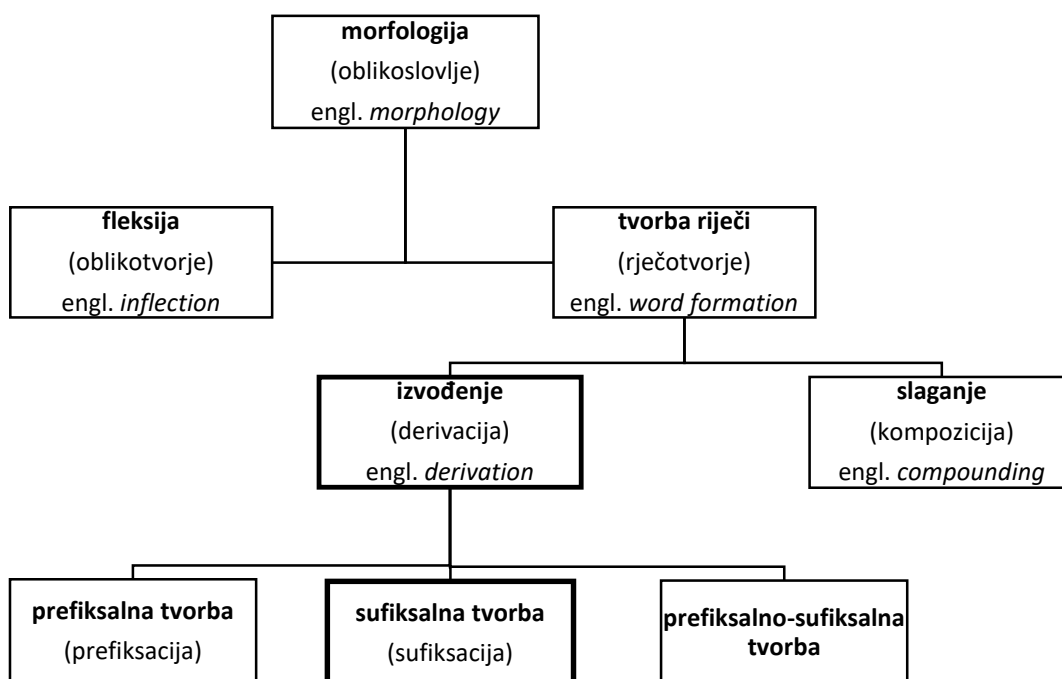 morfologija
(oblikoslovlje)
engl. morphology
fleksija
(oblikotvorje)
engl. inflection
tvorba riječi
(rječotvorje)
engl. word formation
izvođenje
(derivacija)
engl. derivation
slaganje
(kompozicija)
engl. compounding
prefiksalna tvorba
(prefiksacija)
sufiksalna tvorba
(sufiksacija)
prefiksalno-sufiksalna
tvorba